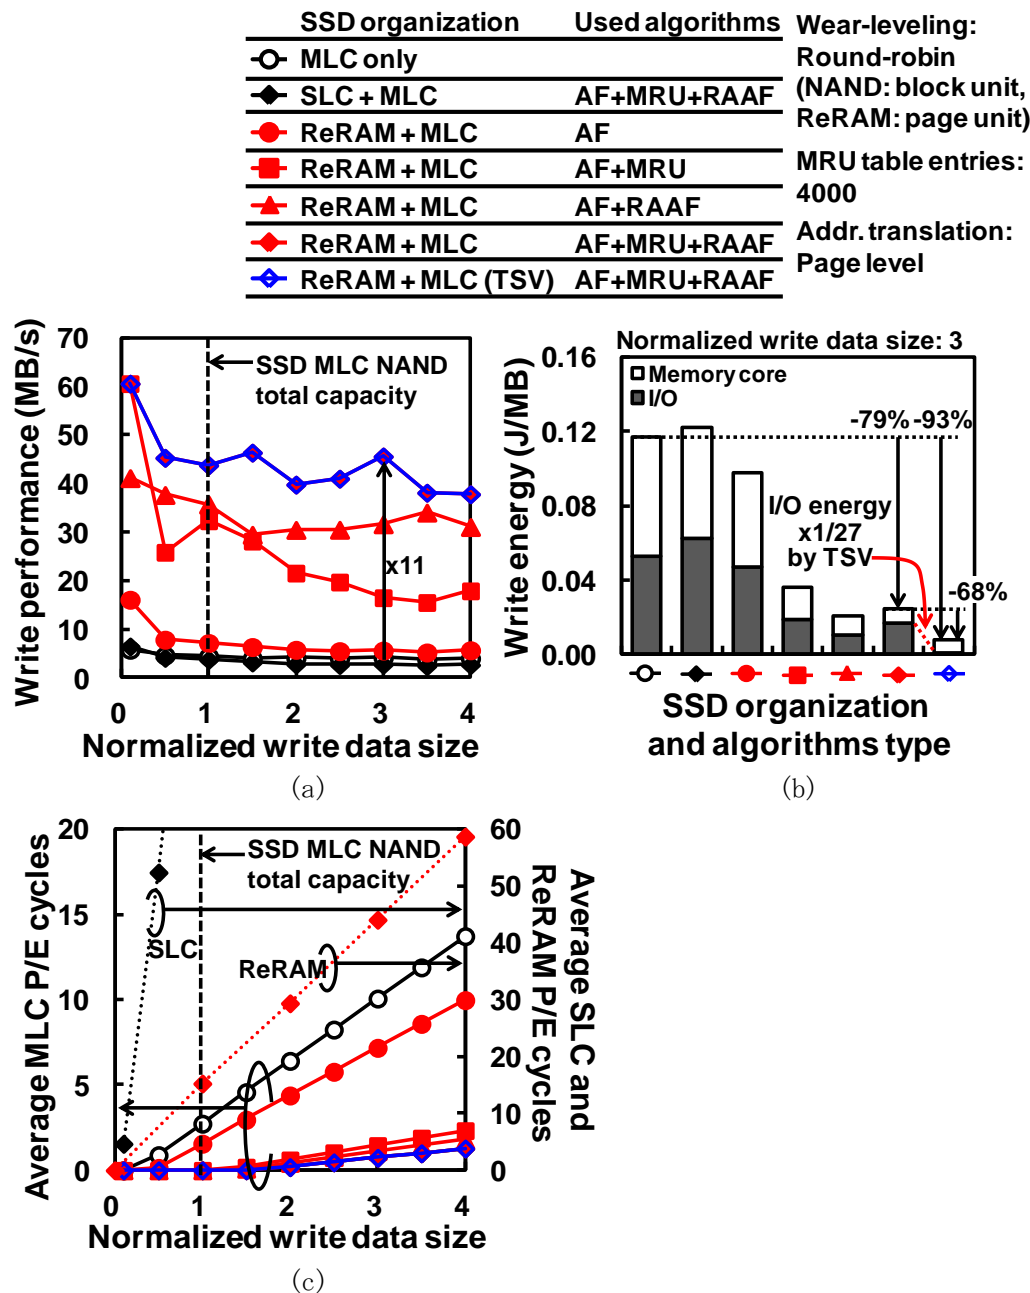 SSD organization Used algorithms
MLC only
SLC + MLC AF+MRU+RAAF
ReRAM + MLC AF
ReRAM + MLC AF+MRU
ReRAM + MLC AF+RAAF
ReRAM + MLC AF+MRU+RAAF
ReRAM + MLC (TSV) AF+MRU+RAAF
Wear-leveling:
Round-robin
(NAND: block unit,
ReRAM: page unit)
MRU table entries:
4000
Addr. translation:
Page level
Write performance (MB/s)
70
60
50
40
30
20
10
0
SSD MLC NAND
total capacity
x11
0 1 2 3 4
Normalized write data size
(a)
Normalized write data size: 3
Write energy (J/MB)
0.16
0.12
0.08
0.04
0.00
Memory core
I/O
-79% -93%
I/O energy
x1/27
by TSV
-68%
SSD organization
and algorithms type
(b)
Average MLC P/E cycles
20
15
10
5
0
SSD MLC NAND
total capacity
SLC
ReRAM
60
50
40
30
20
10
0
Average SLC and
ReRAM P/E cycles
0 1 2 3 4
Normalized write data size
(c)